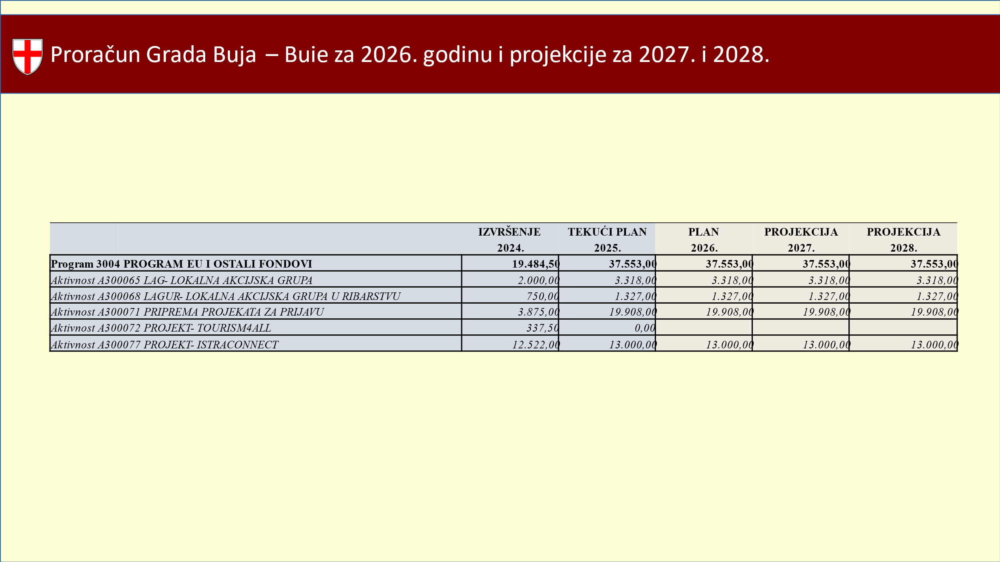 Proračun Grada Buja – Buie za 2026. godinu i projekcije za 2027. i 2028.
IZVRŠENJE 2024. TEKUĆI PLAN 2025. PLAN 2026. PROJEKCIJA 2027. PROJEKCIJA 2028.
Program 3004 PROGRAM EU I OSTALI FONDOVI 19.484,50 37.553,00 37.553,00 37.553,00 37.553,00
Aktivnost A300065 LAG- LOKALNA AKCIJSKA GRUPA 2.000,00 3.318,00 3.318,00 3.318,00 3.318,00
Aktivnost A300068 LAGUR- LOKALNA AKCIJSKA GRUPA U RIBARSTVU 750,00 1.327,00 1.327,00 1.327,00 1.327,00
Aktivnost A300071 PRIPREMA PROJEKATA ZA PRIJAVU 3.875,00 19.908,00 19.908,00 19.908,00 19.908,00
Aktivnost A300072 PROJEKT- TOURISM4ALL 337,50 0,00
Aktivnost A300077 PROJEKT- ISTRACONNECT 12.522,00 13.000,00 13.000,00 13.000,00 13.000,00